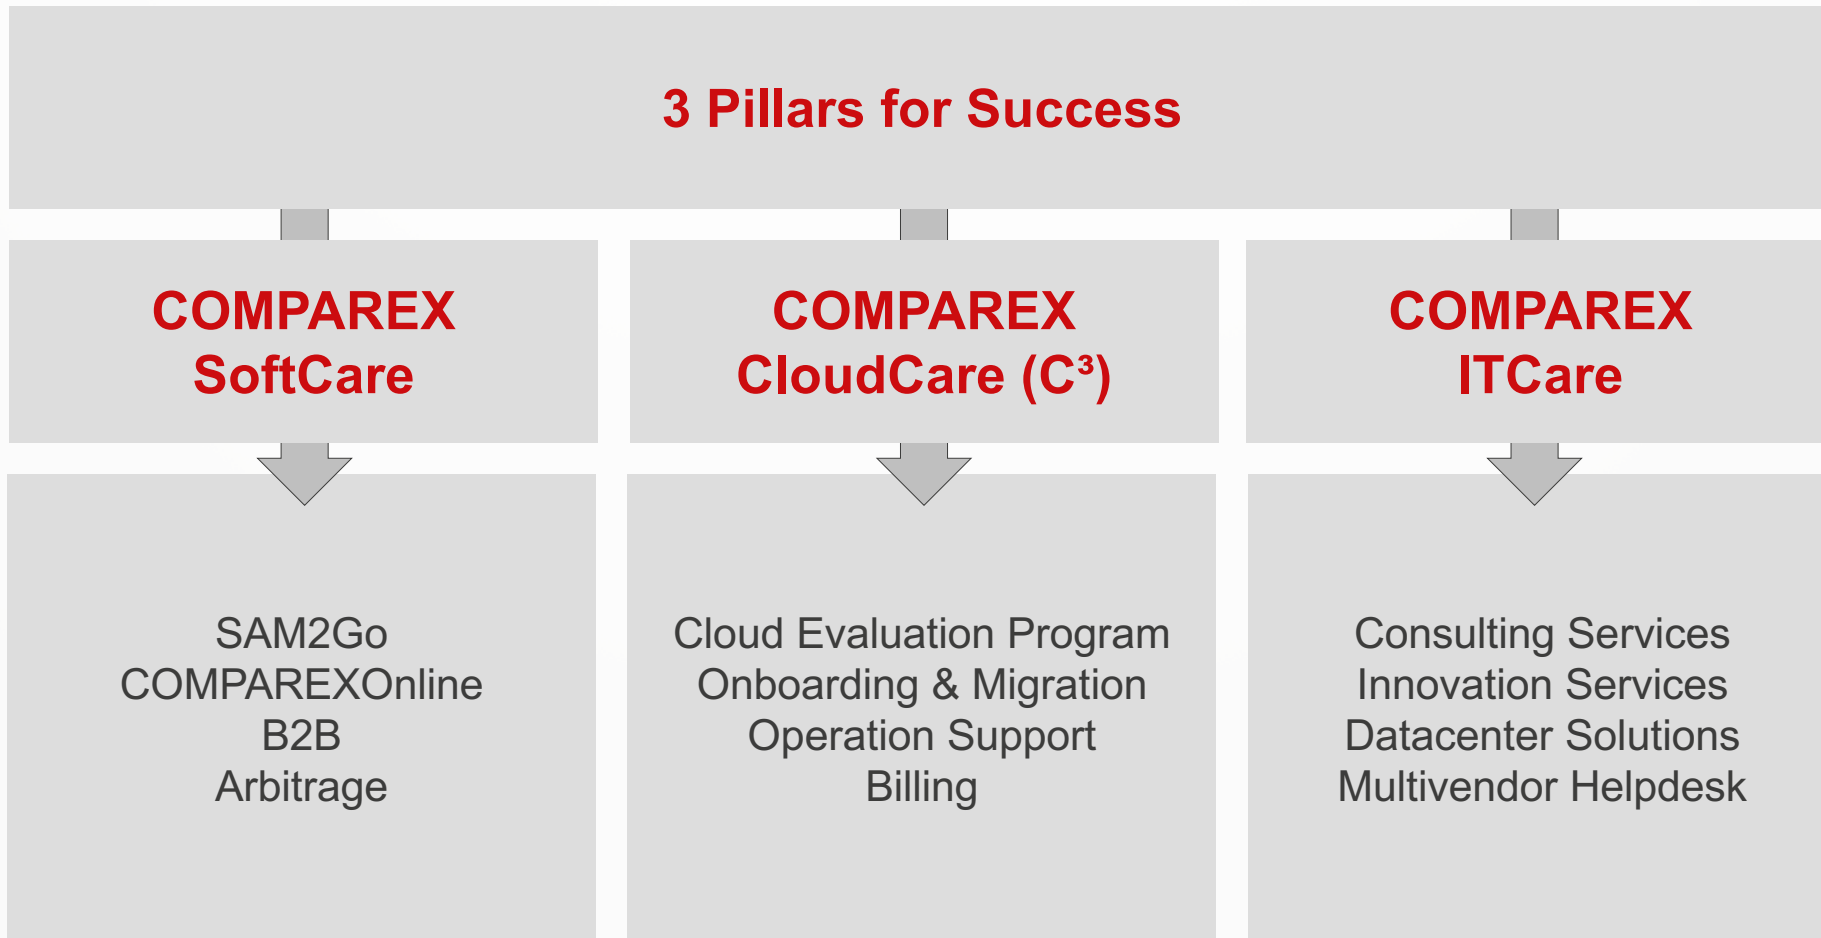 3 Pillars for Success
COMPAREX
SoftCare
COMPAREX
CloudCare (C³)
COMPAREX
ITCare
SAM2Go
COMPAREXOnline
B2B
Arbitrage
Cloud Evaluation Program
Onboarding & Migration
Operation Support
Billing
Consulting Services
Innovation Services
Datacenter Solutions
Multivendor Helpdesk